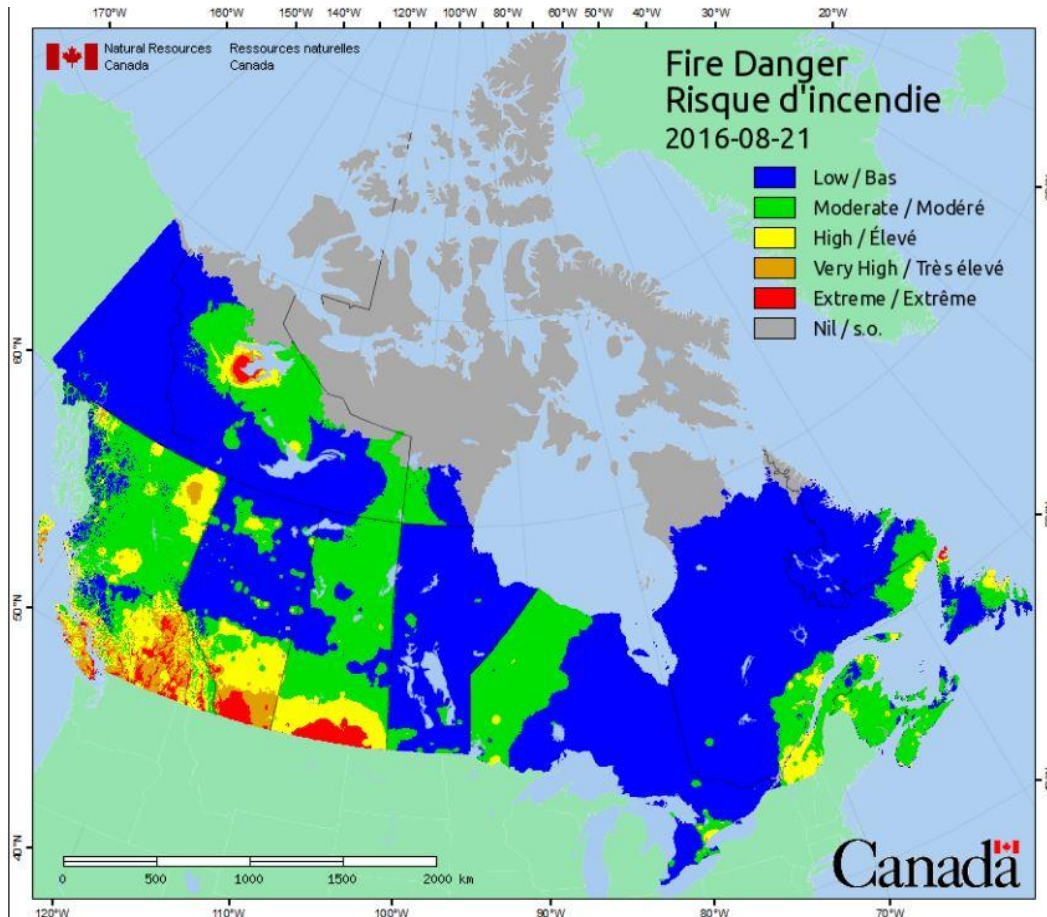 170°W 160°W 150°W 140°W 120°W 100°W 80°W 60°W 50°W 40°W 30°W 20°W
Natural Resources Canada
Ressources naturelles Canada
Fire Danger
Risque d'incendie
2016-08-21
Low / Bas
Moderate / Modéré
High / Élevé
Very High / Très élevé
Extreme / Extrême
Nil / s.o.
60°N
50°N
40°N
0 500 1000 1500 2000 km
Canada
120°W 110°W 100°W 90°W 80°W 70°W